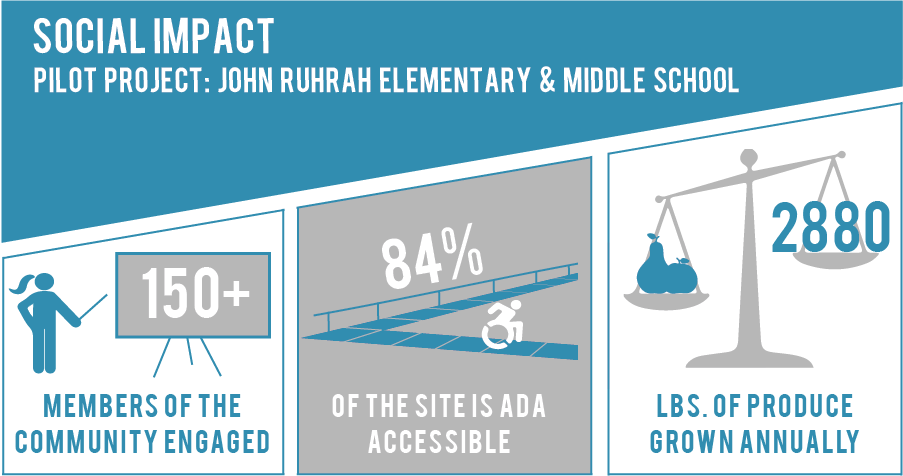 SOCIAL IMPACT
PILOT PROJECT: JOHN RUHRAH ELEMENTARY & MIDDLE SCHOOL
150+
MEMBERS OF THE
COMMUNITY ENGAGED
84%
OF THE SITE IS ADA
ACCESSIBLE
2880
LBS. OF PRODUCE
GROWN ANNUALLY